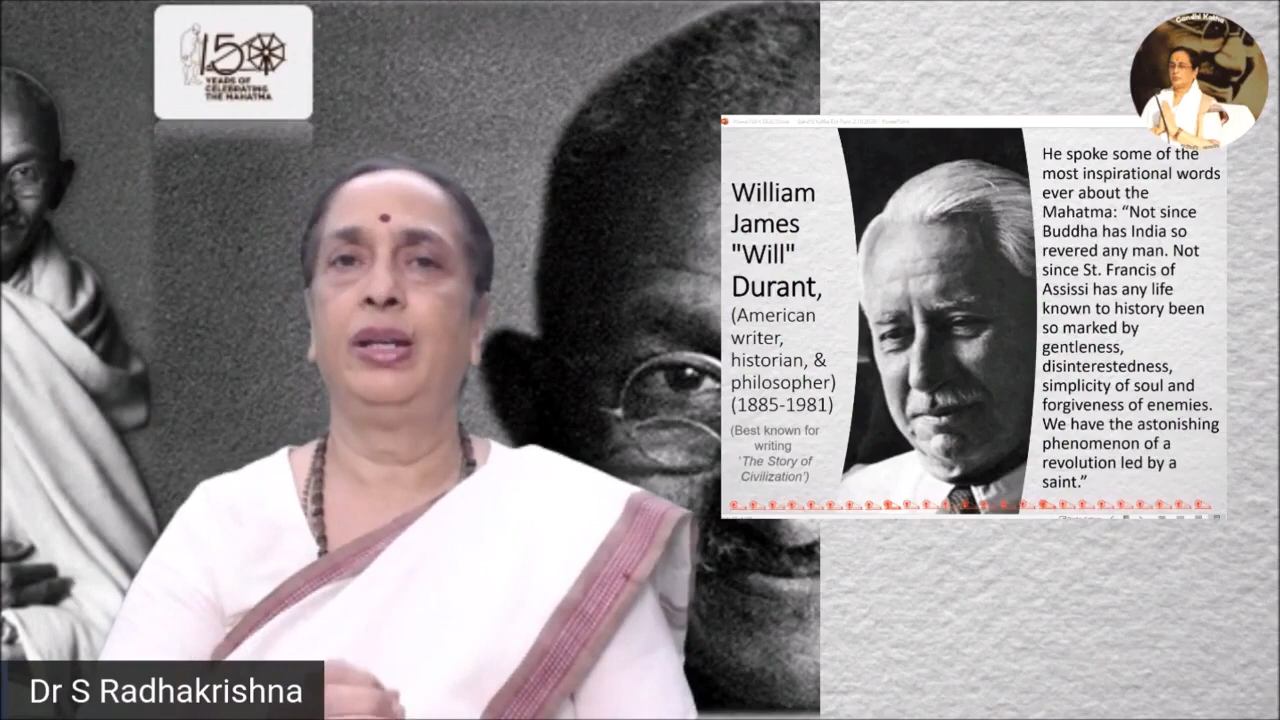 150
YEARS OF
CELEBRATING
THE MAHATMA
Gandhi Katha
William
James
"Will"
Durant,
(American
writer,
historian, &
philosopher)
(1885-1981)
(Best known for
writing
‘The Story of
Civilization’)
He spoke some of the
most inspirational words
ever about the
Mahatma: “Not since
Buddha has India so
revered any man. Not
since St. Francis of
Assissi has any life
known to history been
so marked by
gentleness,
disinterestedness,
simplicity of soul and
forgiveness of enemies.
We have the astonishing
phenomenon of a
revolution led by a
saint.”
Dr S Radhakrishna